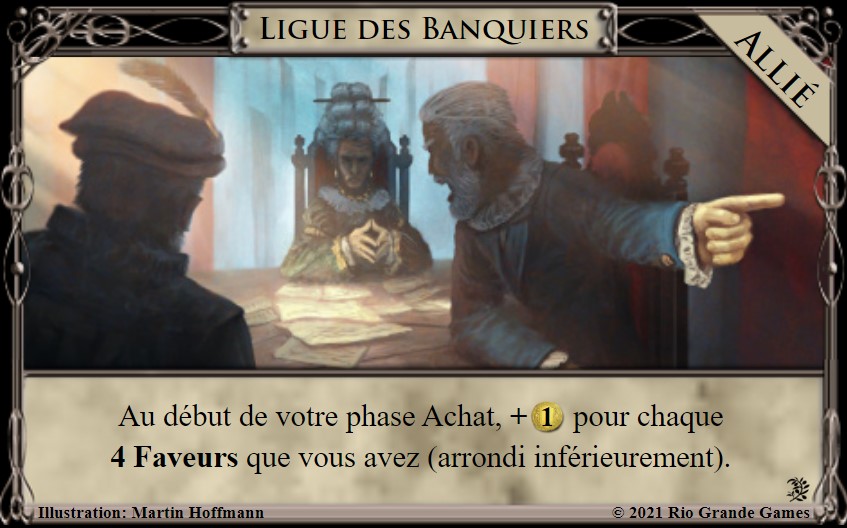 Ligue des Banquiers
Allié
Au début de votre phase Achat, +1 pour chaque
4 Faveurs que vous avez (arrondi inférieurement).
Illustration: Martin Hoffmann
© 2021 Rio Grande Games